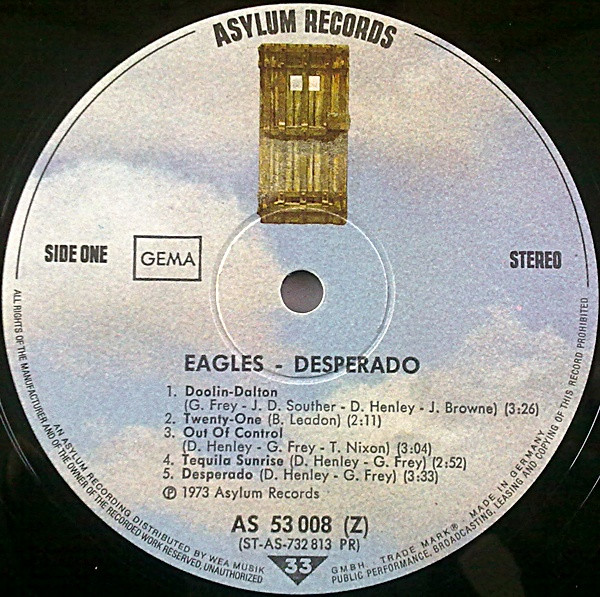 ASYLUM RECORDS
SIDE ONE
GEMA
STEREO
EAGLES - DESPERADO
1. Doolin-Dalton
(G. Frey - J. D. Souther - D. Henley - J. Browne) (3:26)
2. Twenty-One (B. Leadon) (2:11)
3. Out Of Control
(D. Henley - G. Frey - T. Nixon) (3:04)
4. Tequila Sunrise (D. Henley - G. Frey) (2:52)
5. Desperado (D. Henley - G. Frey) (3:33)
℗ 1973 Asylum Records
AS 53 008 (Z)
(ST-AS-732 813 PR)
33
AN ASYLUM RECORDING DISTRIBUTED BY WEA MUSIK GMBH. TRADE MARK® MADE IN GERMANY
ALL RIGHTS OF THE MANUFACTURER AND OF THE OWNER OF THE RECORDED WORK RESERVED, UNAUTHORIZED PUBLIC PERFORMANCE, BROADCASTING, LEASING AND COPYING OF THIS RECORD PROHIBITED